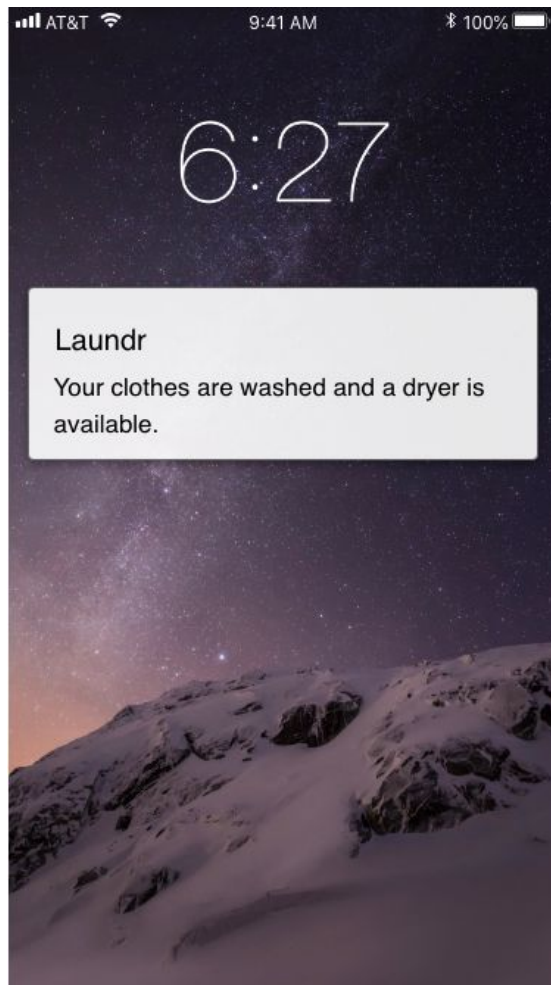 AT&T 9:41 AM 100%
6:27
Laundr
Your clothes are washed and a dryer is
available.